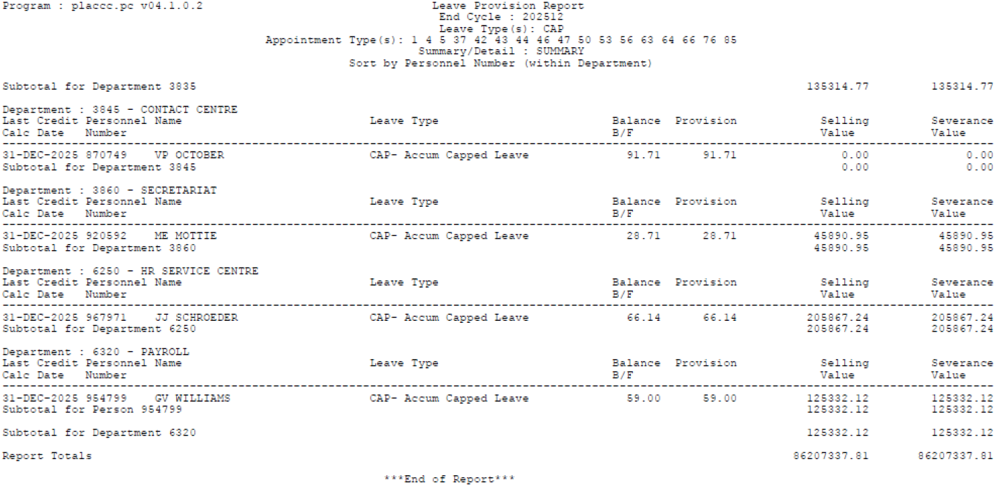 Program : placcc.pc v04.1.0.2 Leave Provision Report
End Cycle : 202512
Leave Type(s): CAP
Appointment Type(s): 1 4 5 37 42 43 44 46 47 50 53 56 63 64 66 76 85
Summary/Detail : SUMMARY
Sort by Personnel Number (within Department)
Subtotal for Department 3835 135314.77 135314.77
Department : 3845 - CONTACT CENTRE
Last Credit Personnel Name Leave Type Balance Provision Selling Severance
Calc Date Number B/F Value Value
31-DEC-2025 870749 VP OCTOBER CAP- Accum Capped Leave 91.71 91.71 0.00 0.00
Subtotal for Department 3845 0.00 0.00
Department : 3860 - SECRETARIAT
Last Credit Personnel Name Leave Type Balance Provision Selling Severance
Calc Date Number B/F Value Value
31-DEC-2025 920592 ME MOTTIE CAP- Accum Capped Leave 28.71 28.71 45890.95 45890.95
Subtotal for Department 3860 45890.95 45890.95
Department : 6250 - HR SERVICE CENTRE
Last Credit Personnel Name Leave Type Balance Provision Selling Severance
Calc Date Number B/F Value Value
31-DEC-2025 967971 JJ SCHROEDER CAP- Accum Capped Leave 66.14 66.14 205867.24 205867.24
Subtotal for Department 6250 205867.24 205867.24
Department : 6320 - PAYROLL
Last Credit Personnel Name Leave Type Balance Provision Selling Severance
Calc Date Number B/F Value Value
31-DEC-2025 954799 GV WILLIAMS CAP- Accum Capped Leave 59.00 59.00 125332.12 125332.12
Subtotal for Person 954799 125332.12 125332.12
Subtotal for Department 6320 125332.12 125332.12
Report Totals 86207337.81 86207337.81
***End of Report***